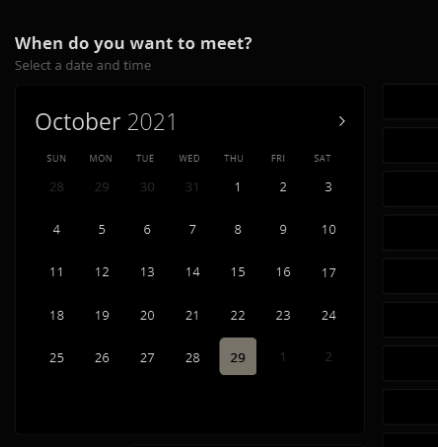 When do you want to meet?
Select a date and time
October 2021
SUN MON TUE WED THU FRI SAT
28 29 30 31 1 2 3
4 5 6 7 8 9 10
11 12 13 14 15 16 17
18 19 20 21 22 23 24
25 26 27 28 29 1 2